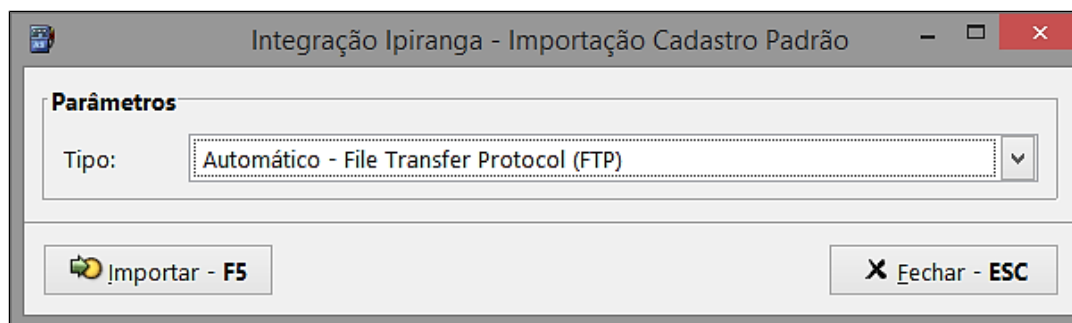 Integração Ipiranga - Importação Cadastro Padrão
Parâmetros
Tipo: Automático - File Transfer Protocol (FTP)
Importar - F5 Fechar - ESC